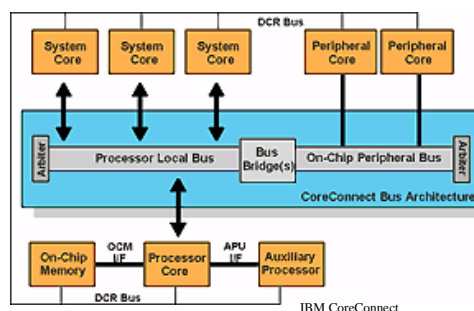 DCR Bus
System
Core
System
Core
System
Core
Peripheral
Core
Peripheral
Core
Arbiter
Processor Local Bus
Bus
Bridge(s)
On-Chip Peripheral Bus
Arbiter
CoreConnect Bus Architecture
On-Chip
Memory
OCM
I/F
Processor
Core
APU
I/F
Auxiliary
Processor
DCR Bus
IBM CoreConnect